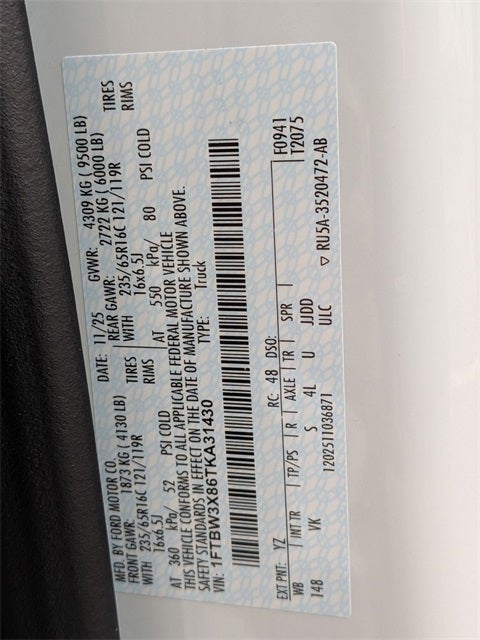 MFD. BY FORD MOTOR CO.
DATE: 11/25 GVWR: 4309 KG ( 9500 LB)
FRONT GAWR: 1873 KG ( 4130 LB) REAR GAWR: 2722 KG ( 6000 LB)
WITH 235/65R16C 121/119R TIRES WITH 235/65R16C 121/119R TIRES
16x6.5J RIMS 16x6.5J RIMS
AT 360 kPa/ 52 PSI COLD AT 550 kPa/ 80 PSI COLD
THIS VEHICLE CONFORMS TO ALL APPLICABLE FEDERAL MOTOR VEHICLE
SAFETY STANDARDS IN EFFECT ON THE DATE OF MANUFACTURE SHOWN ABOVE.
VIN: 1FTBW3X86TKA31430 TYPE: Truck
F0941
EXT PNT: YZ RC: 48 DSO: T2075
WB INT TR TP/PS R AXLE TR SPR
148 VK S 4L U JJDD
1202511036871 ULC
▽ RU5A-3520472-AB